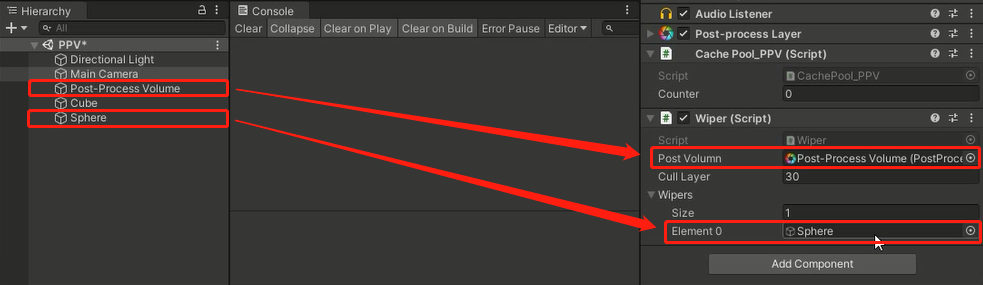 Hierarchy
All
PPV*
Directional Light
Main Camera
Post-Process Volume
Cube
Sphere
Console
Clear Collapse Clear on Play Clear on Build Error Pause Editor
Audio Listener
Post-process Layer
Cache Pool_PPV (Script)
Script CachePool_PPV
Counter 0
Wiper (Script)
Script Wiper
Post Volumn Post-Process Volume (PostProce
Cull Layer 30
Wipers
Size 1
Element 0 Sphere
Add Component